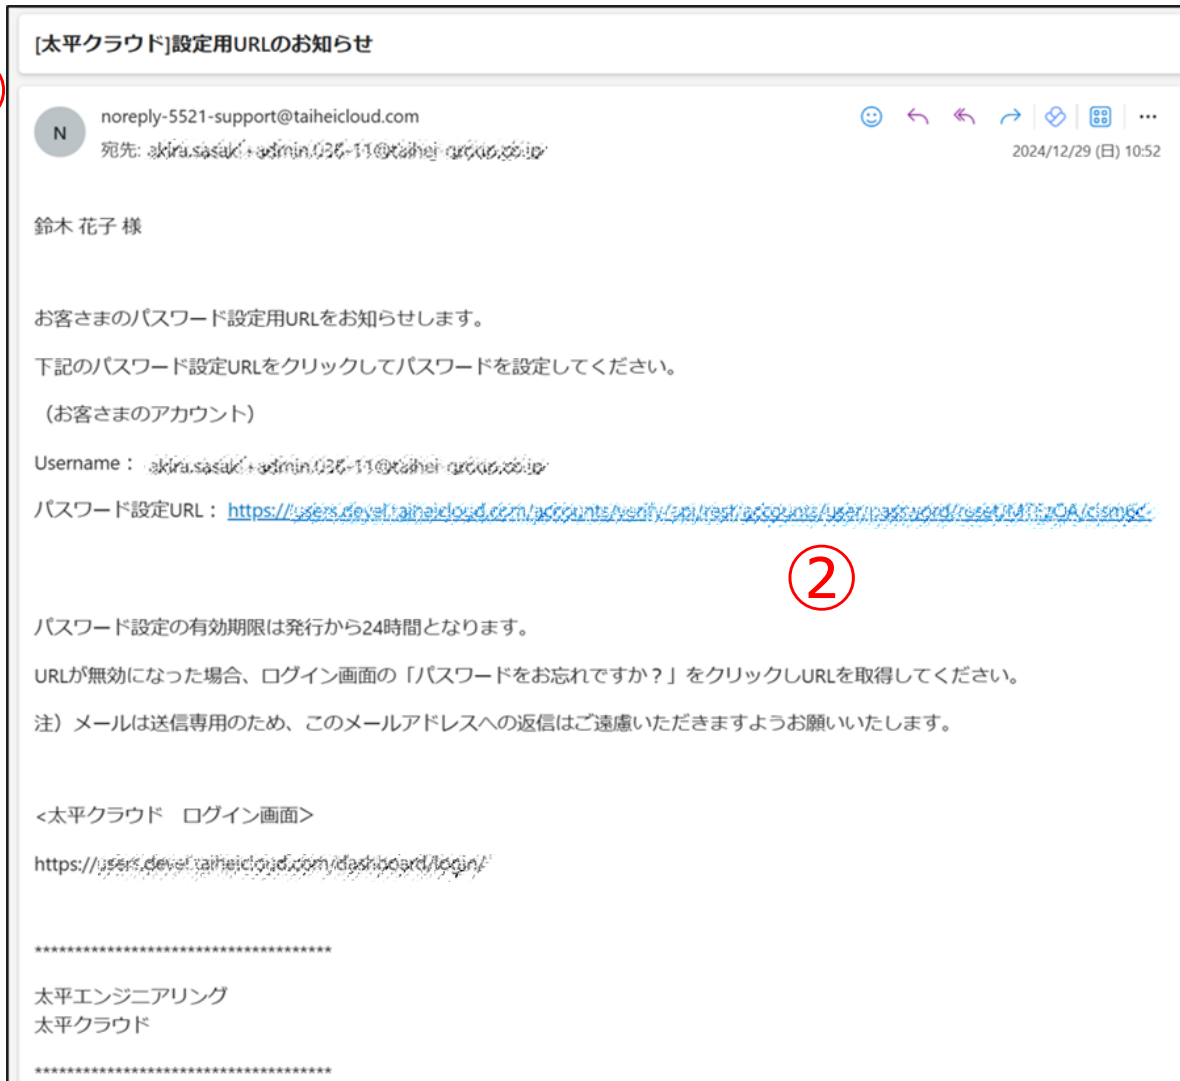 [太平クラウド]設定用URLのお知らせ
N
noreply-5521-support@taiheicloud.com
宛先:
2024/12/29 (日) 10:52
鈴木 花子 様
お客さまのパスワード設定用URLをお知らせします。
下記のパスワード設定URLをクリックしてパスワードを設定してください。
（お客さまのアカウント）
Username：
パスワード設定URL： https://
②
パスワード設定の有効期限は発行から24時間となります。
URLが無効になった場合、ログイン画面の「パスワードをお忘れですか？」をクリックしURLを取得してください。
注）メールは送信専用のため、このメールアドレスへの返信はご遠慮いただきますようお願いいたします。
<太平クラウド　ログイン画面>
https://
*************************************
太平エンジニアリング
太平クラウド
*************************************